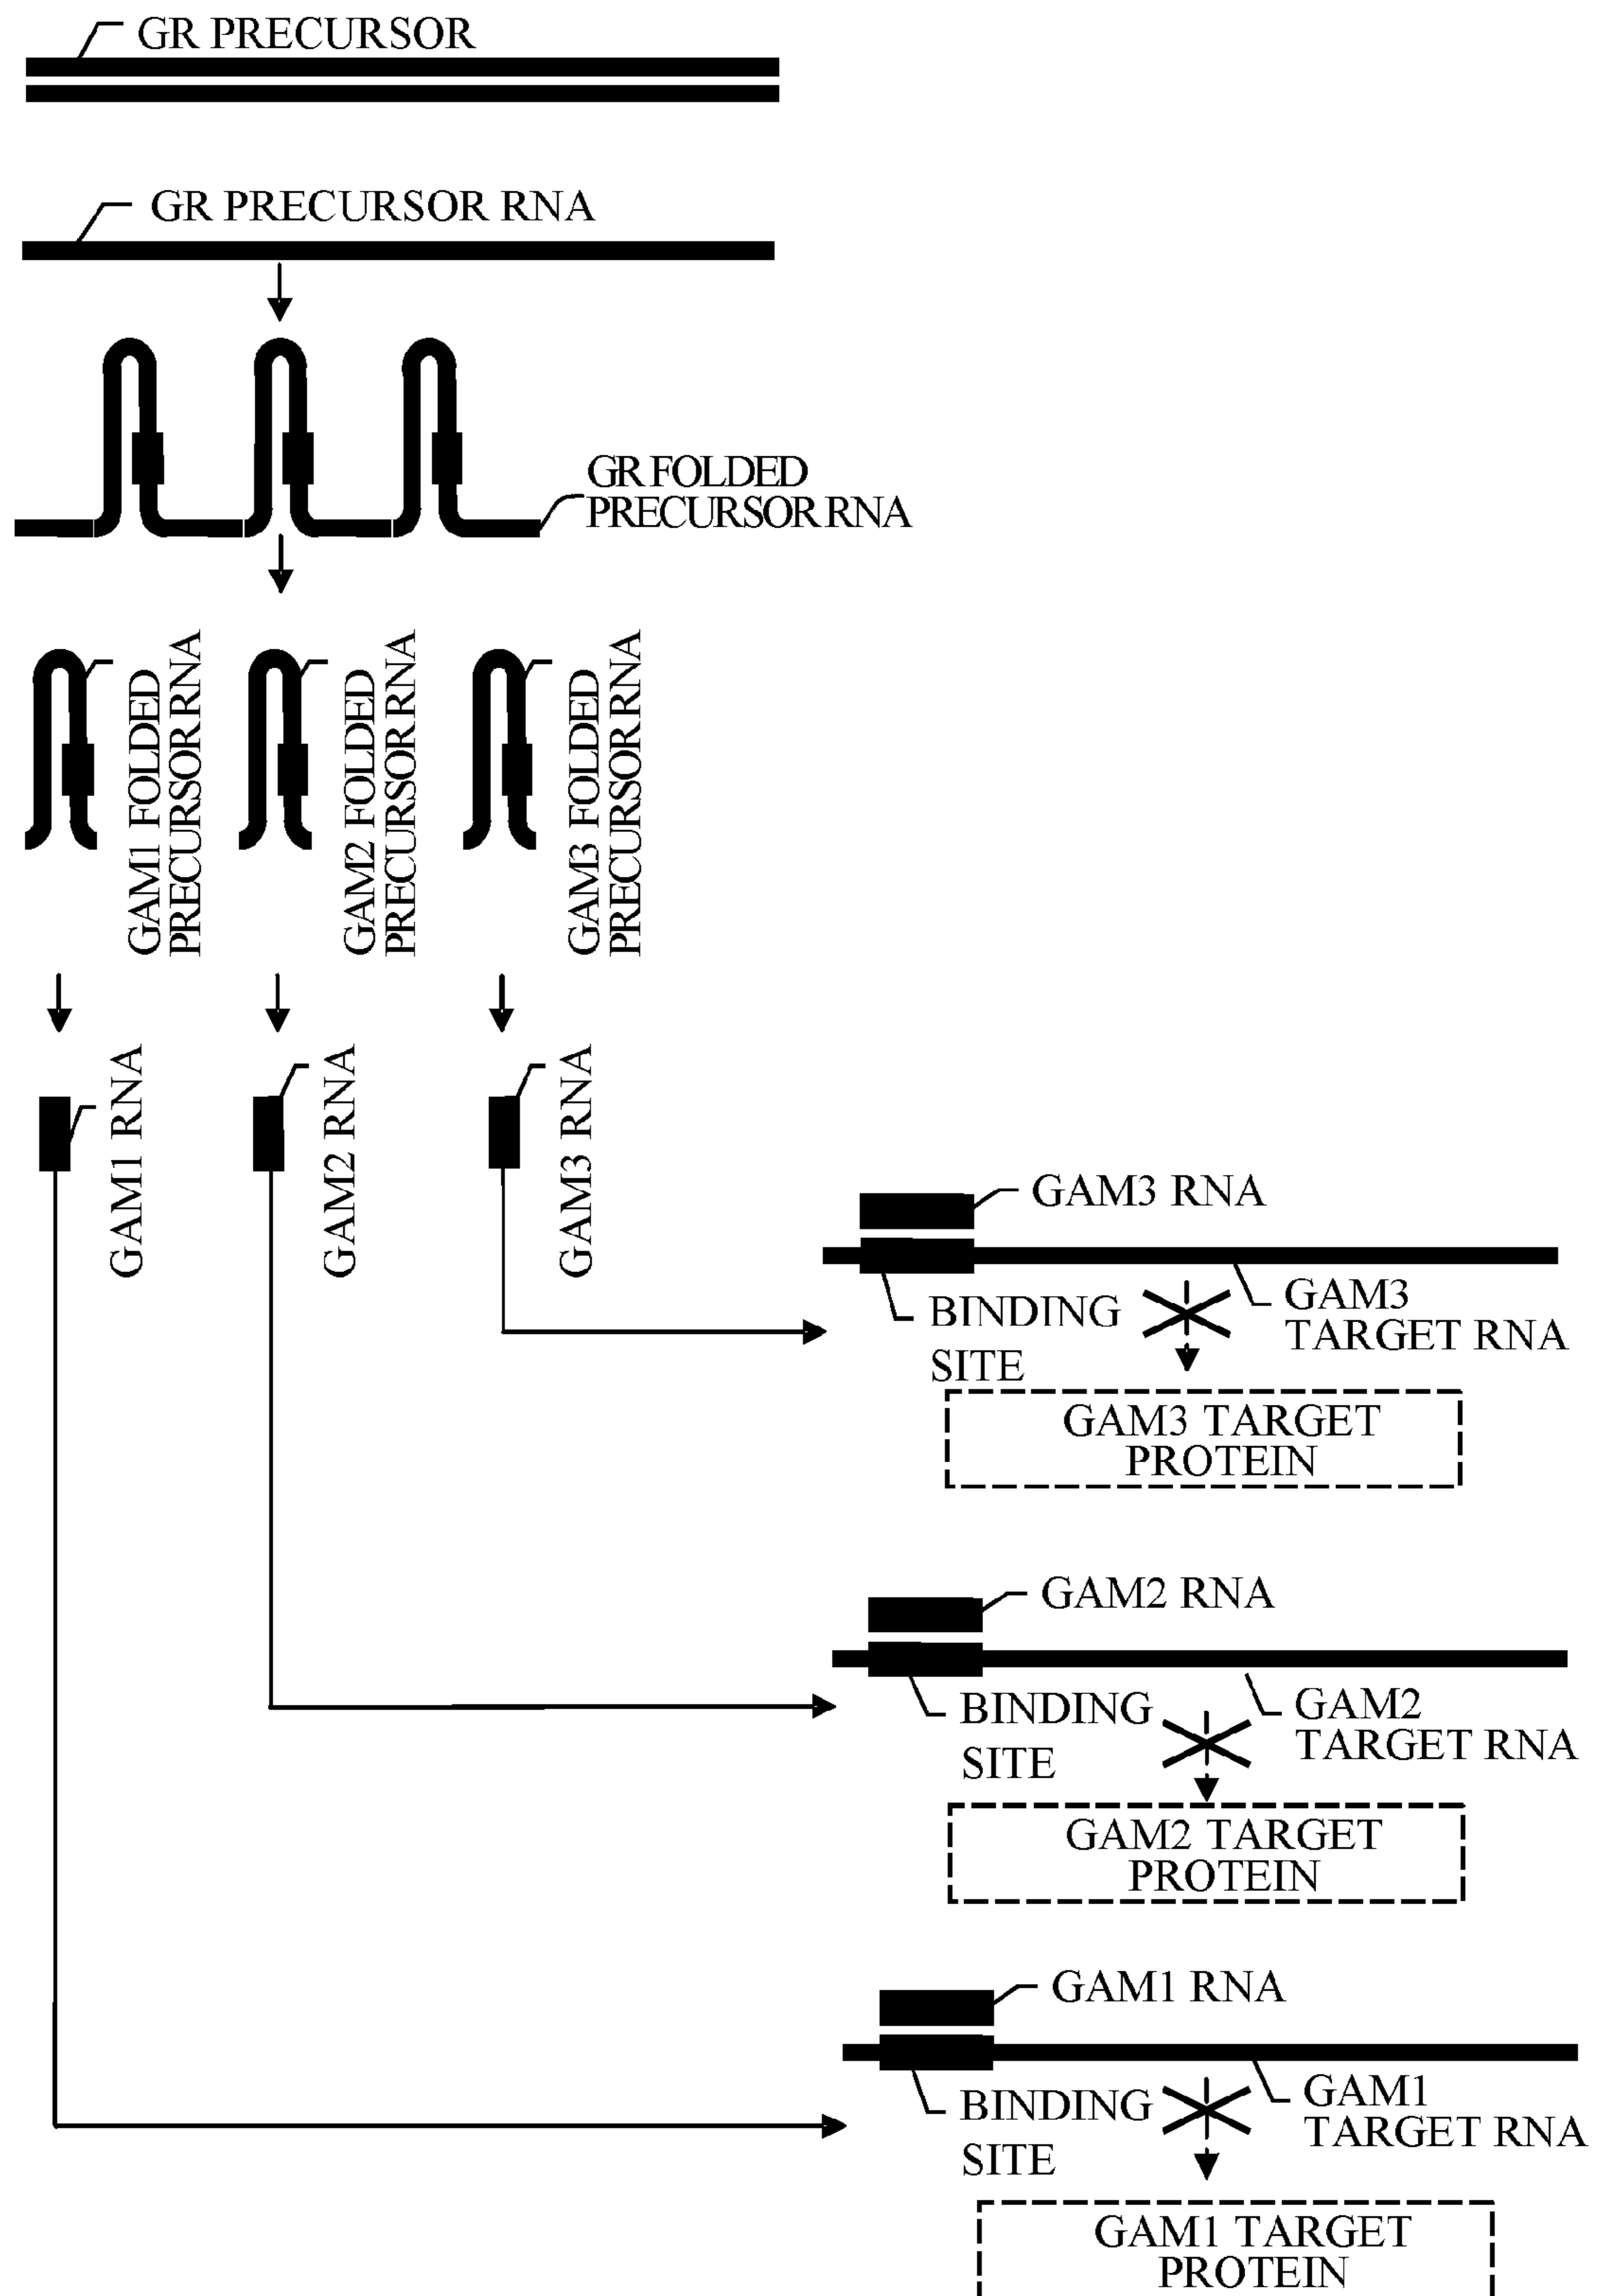 GR PRECURSOR
GR PRECURSOR RNA
GR FOLDED
PRECURSOR RNA
GAM1 FOLDED
PRECURSOR RNA
GAM2 FOLDED
PRECURSOR RNA
GAM3 FOLDED
PRECURSOR RNA
GAM1 RNA
GAM2 RNA
GAM3 RNA
GAM3 RNA
BINDING
SITE
GAM3
TARGET RNA
GAM3 TARGET
PROTEIN
GAM2 RNA
BINDING
SITE
GAM2
TARGET RNA
GAM2 TARGET
PROTEIN
GAM1 RNA
BINDING
SITE
GAM1
TARGET RNA
GAM1 TARGET
PROTEIN